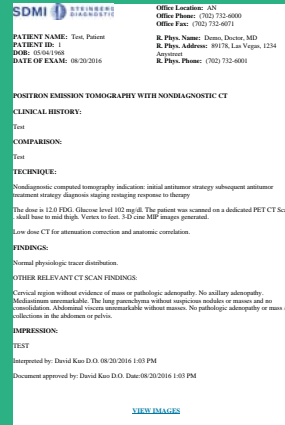 SDMI STEINBERG DIAGNOSTIC
Office Location: AN
Office Phone: (702) 732-6000
Office Fax: (702) 732-6071
PATIENT NAME: Test, Patient
PATIENT ID: 1
DOB: 05/04/1968
DATE OF EXAM: 08/20/2016
R. Phys. Name: Demo, Doctor, MD
R. Phys. Address: 89178, Las Vegas, 1234
Anystreet
R. Phys. Phone: (702) 732-6001
POSITRON EMISSION TOMOGRAPHY WITH NONDIAGNOSTIC CT
CLINICAL HISTORY:
Test
COMPARISON:
Test
TECHNIQUE:
Nondiagnostic computed tomography indication: initial antitumor strategy subsequent antitumor
treatment strategy diagnosis staging restaging response to therapy
The dose is 12.0 FDG. Glucose level 102 mg/dl. The patient was scanned on a dedicated PET CT Sca
skull base to mid thigh. Vertex to feet. 3-D cine MIP images generated.
Low dose CT for attenuation correction and anatomic correlation.
FINDINGS:
Normal physiologic tracer distribution.
OTHER RELEVANT CT SCAN FINDINGS:
Cervical region without evidence of mass or pathologic adenopathy. No axillary adenopathy.
Mediastinum unremarkable. The lung parenchyma without suspicious nodules or masses and no
consolidation. Abdominal viscera unremarkable without masses. No pathologic adenopathy or mass
collections in the abdomen or pelvis.
IMPRESSION:
TEST
Interpreted by: David Kuo D.O. 08/20/2016 1:03 PM
Document approved by: David Kuo D.O. Date:08/20/2016 1:03 PM
VIEW IMAGES